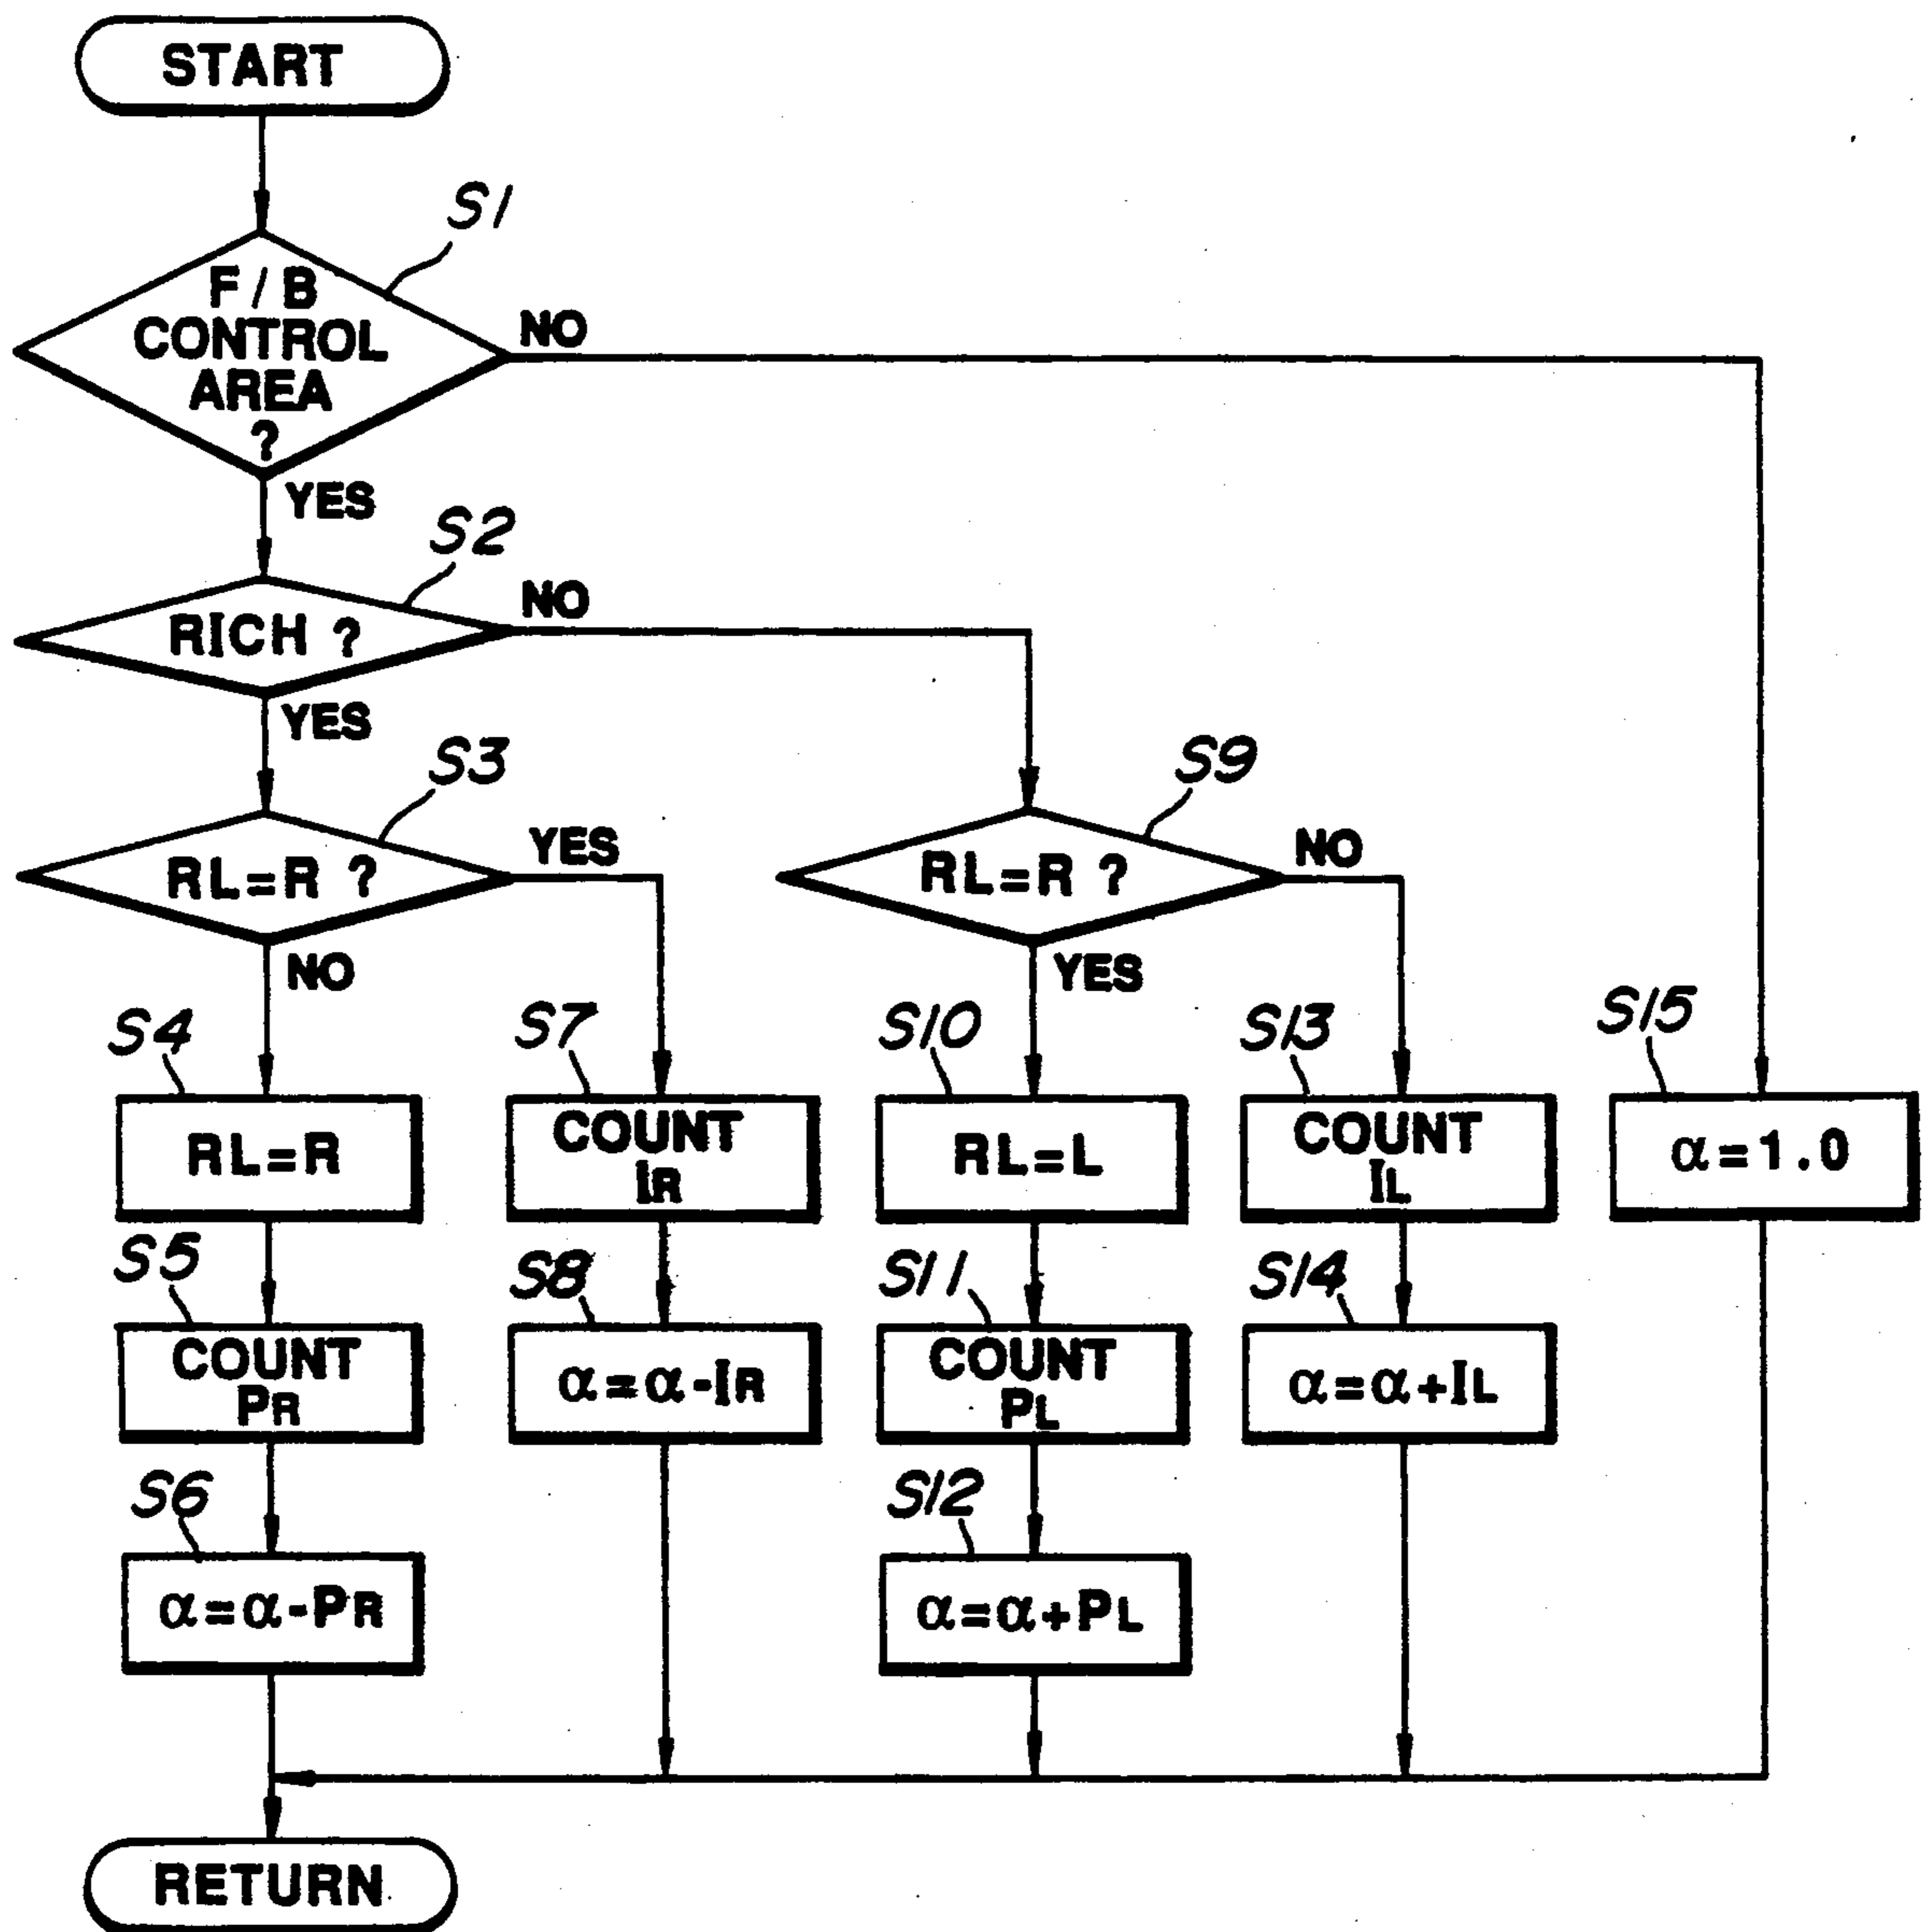 START
S1
F/B
CONTROL
AREA
?
NO
YES
S2
RICH ?
NO
YES
S3
S9
RL=R ?
YES
RL=R ?
NO
NO
YES
S4
S7
S10
S13
S15
RL=R
COUNT
IR
RL=L
COUNT
IL
α=1.0
S5
S8
S11
S14
COUNT
PR
α=α-IR
COUNT
PL
α=α+IL
S6
S12
α=α-PR
α=α+PL
RETURN